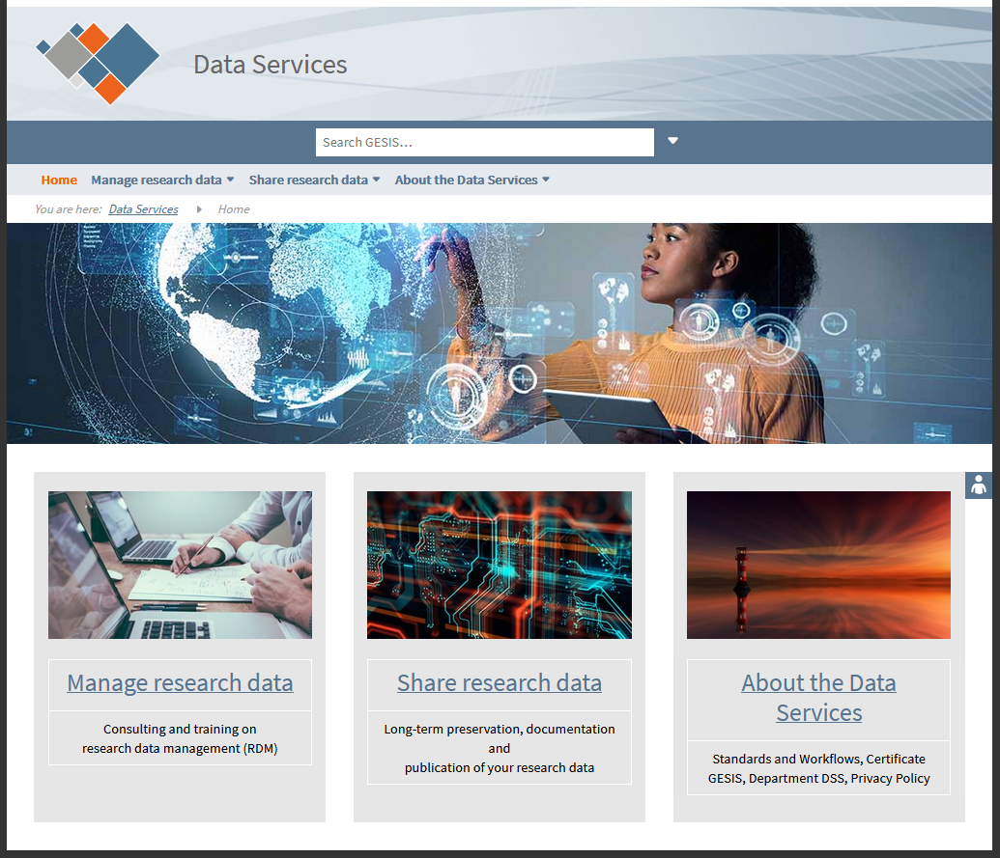 Data Services
Search GESIS...
Home Manage research data Share research data About the Data Services
You are here: Data Services Home
Manage research data
Consulting and training on
research data management (RDM)
Share research data
Long-term preservation, documentation
and
publication of your research data
About the Data
Services
Standards and Workflows, Certificate
GESIS, Department DSS, Privacy Policy